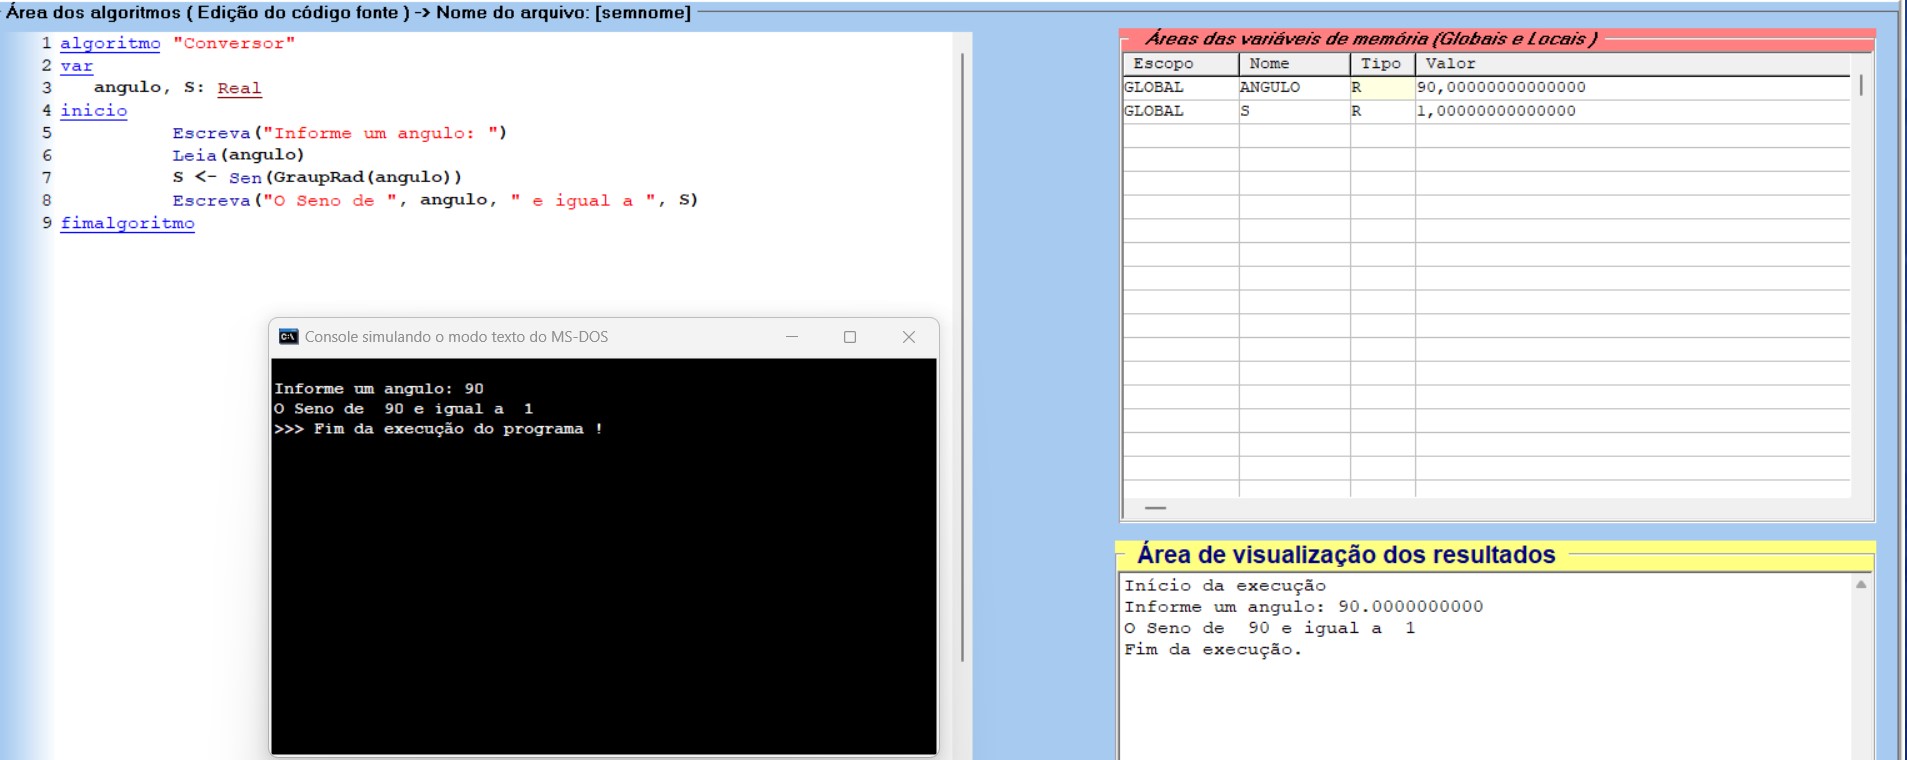 Área dos algoritmos ( Edição do código fonte ) -> Nome do arquivo: [semnome]
1 algoritmo "Conversor"
2 var
3 angulo, S: Real
4 inicio
5 Escreva("Informe um angulo: ")
6 Leia(angulo)
7 S <- Sen(GraupRad(angulo))
8 Escreva("O Seno de ", angulo, " e igual a ", S)
9 fimalgoritmo
Console simulando o modo texto do MS-DOS
Informe um angulo: 90
O Seno de  90 e igual a  1
>>> Fim da execução do programa !
Áreas das variáveis de memória (Globais e Locais )
Escopo Nome Tipo Valor
GLOBAL ANGULO R 90,00000000000000
GLOBAL S R 1,00000000000000
Área de visualização dos resultados
Início da execução
Informe um angulo: 90.0000000000
O Seno de  90 e igual a  1
Fim da execução.